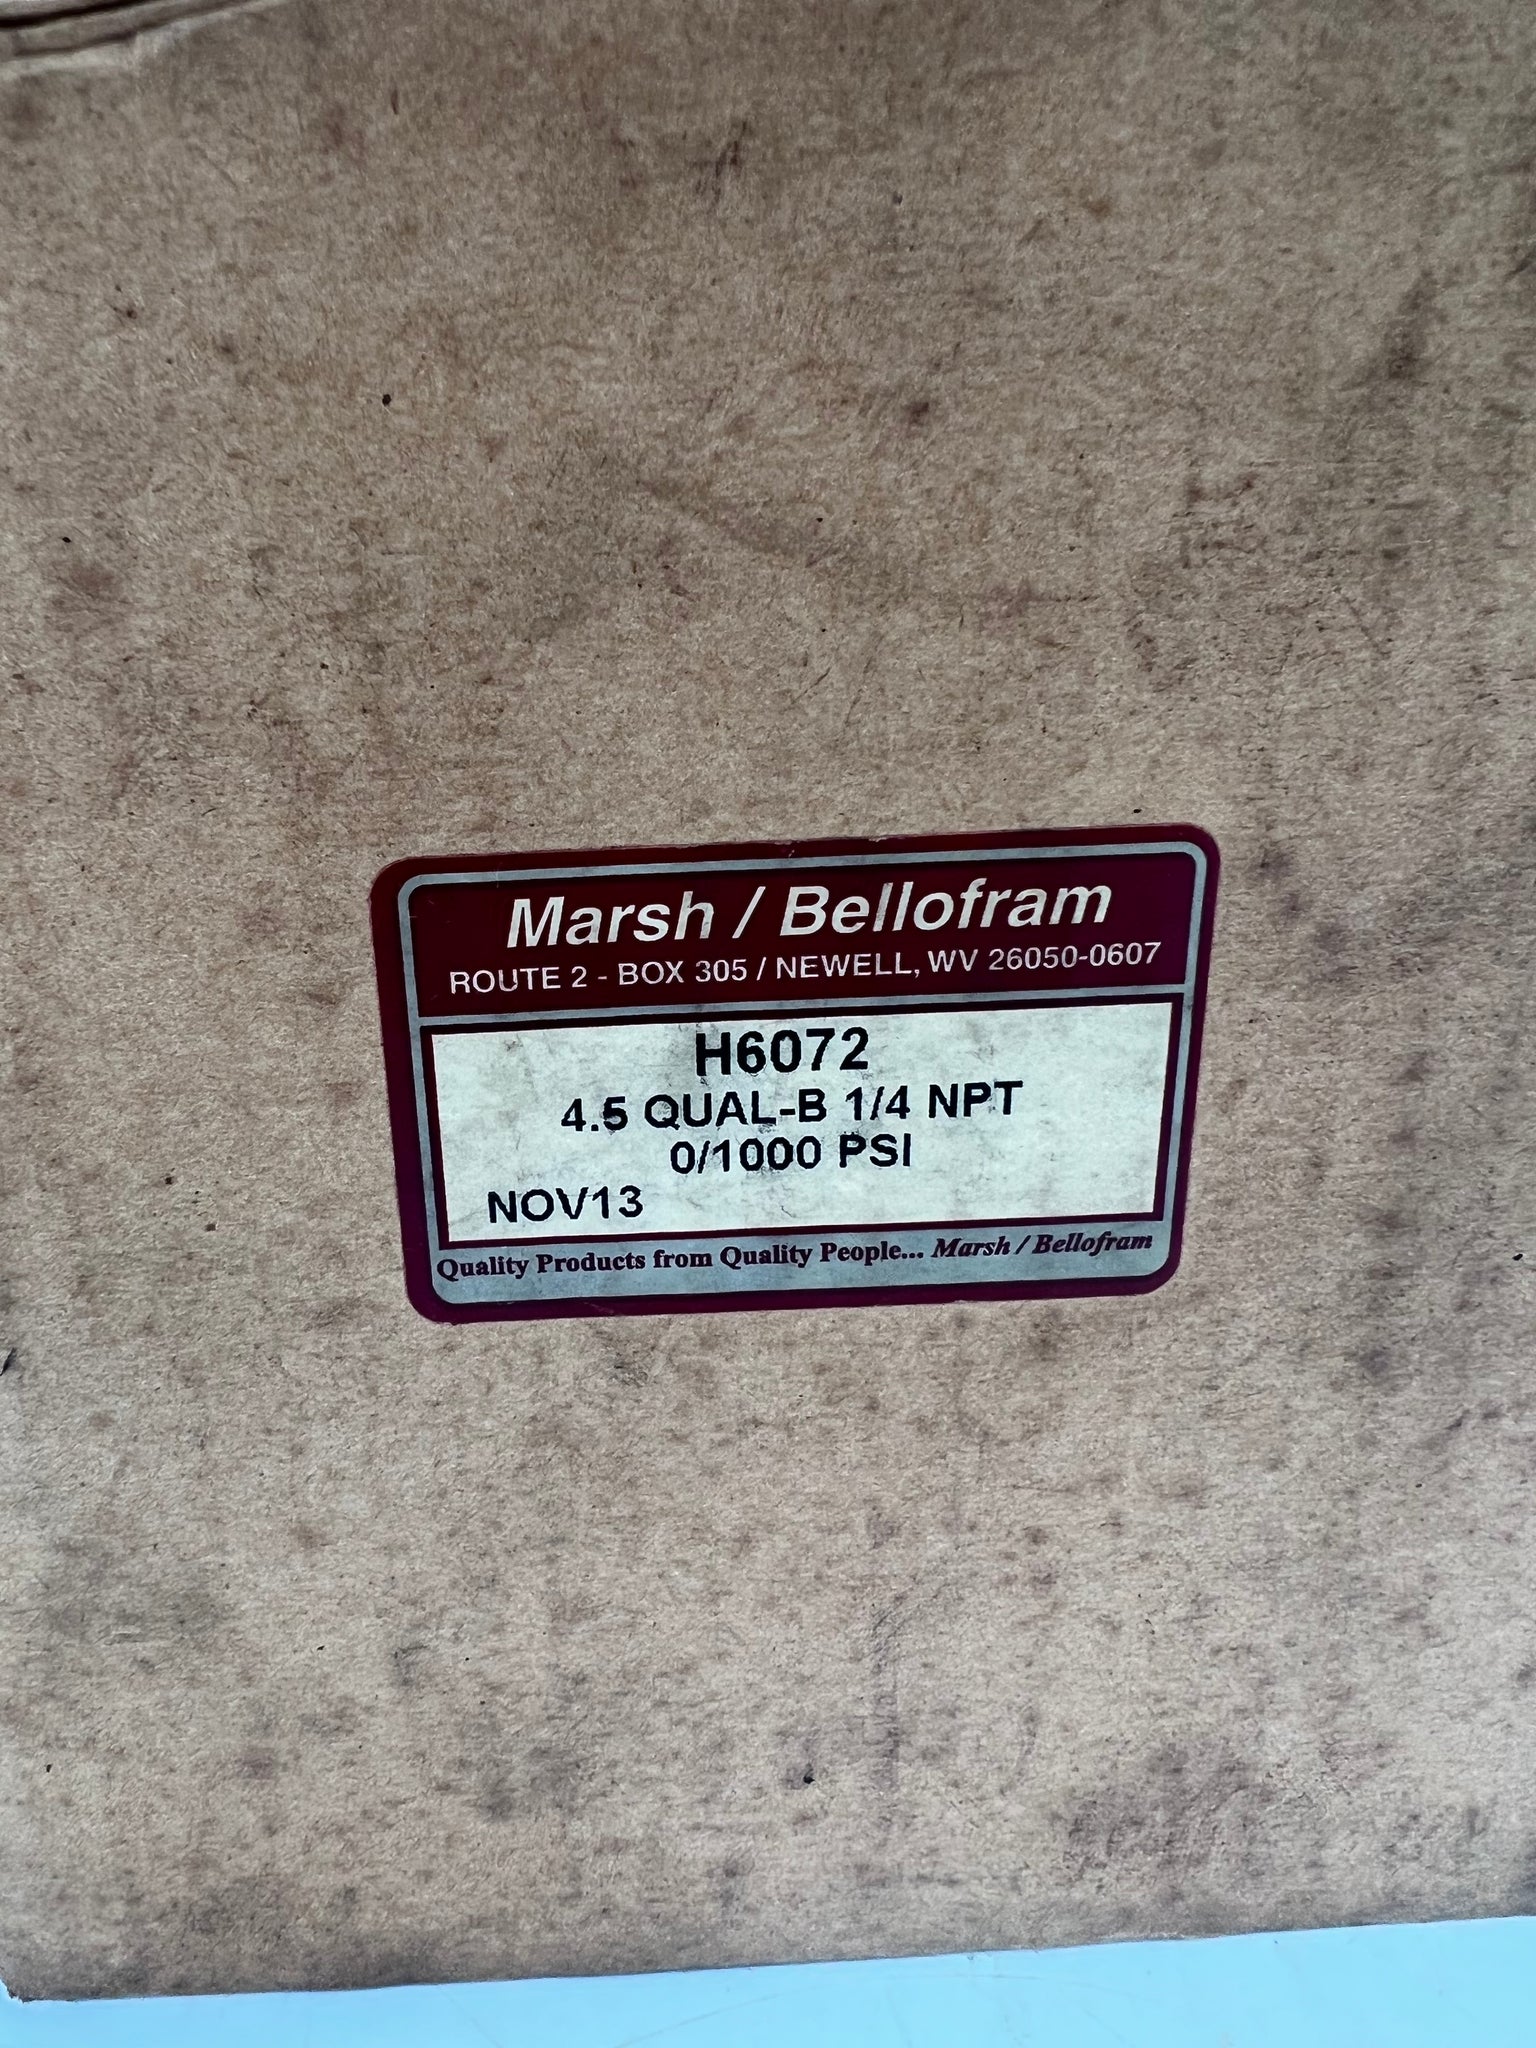 Marsh / Bellofram
ROUTE 2 - BOX 305 / NEWELL, WV 26050-0607
H6072
4.5 QUAL-B 1/4 NPT
0/1000 PSI
NOV13
Quality Products from Quality People... Marsh / Bellofram